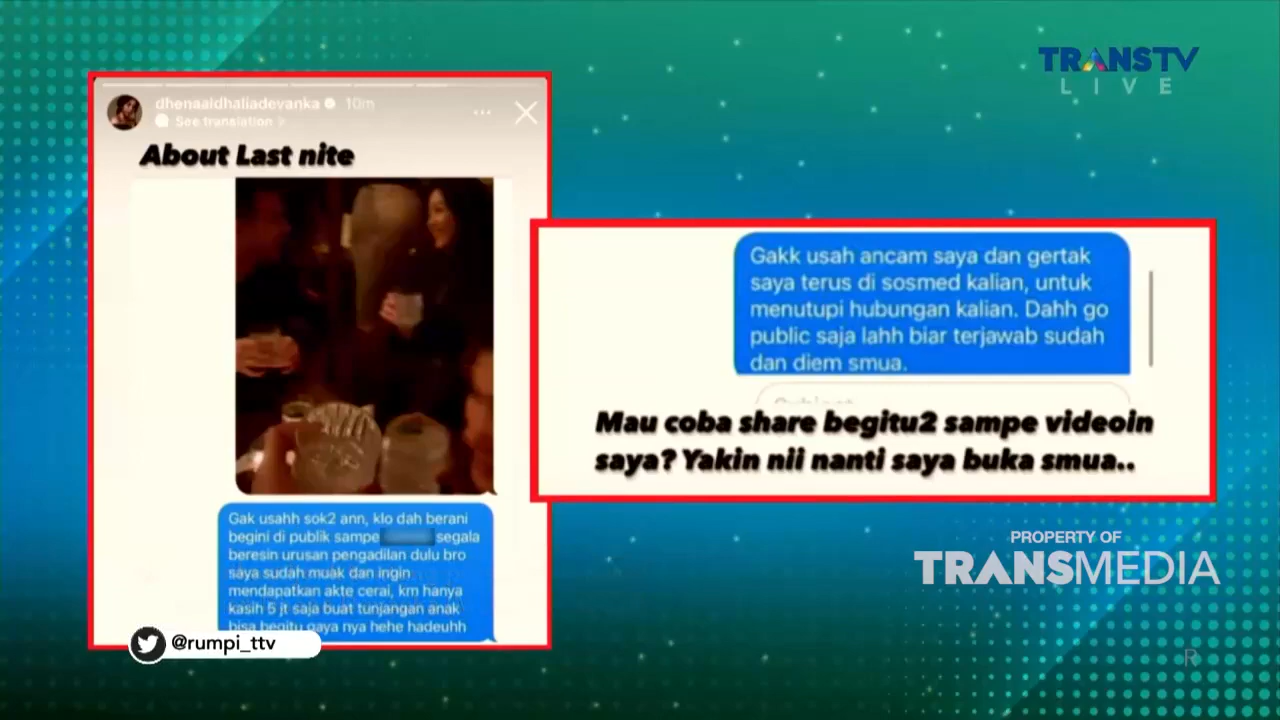 TRANSTV
LIVE
dhenaaldhaliadevanka 10m
See translation
About Last nite
Gak usahh sok2 ann, klo dah berani
begini di publik sampe segala
beresin urusan pengadilan dulu bro
saya sudah muak dan ingin
mendapatkan akte cerai, km hanya
kasih 5 jt saja buat tunjangan anak
bisa begitu gaya nya hehe hadeuhh
@rumpi_ttv
Gakk usah ancam saya dan gertak
saya terus di sosmed kalian, untuk
menutupi hubungan kalian. Dahh go
public saja lahh biar terjawab sudah
dan diem smua.
Mau coba share begitu2 sampe videoin
saya? Yakin nii nanti saya buka smua..
PROPERTY OF
TRANSMEDIA
R